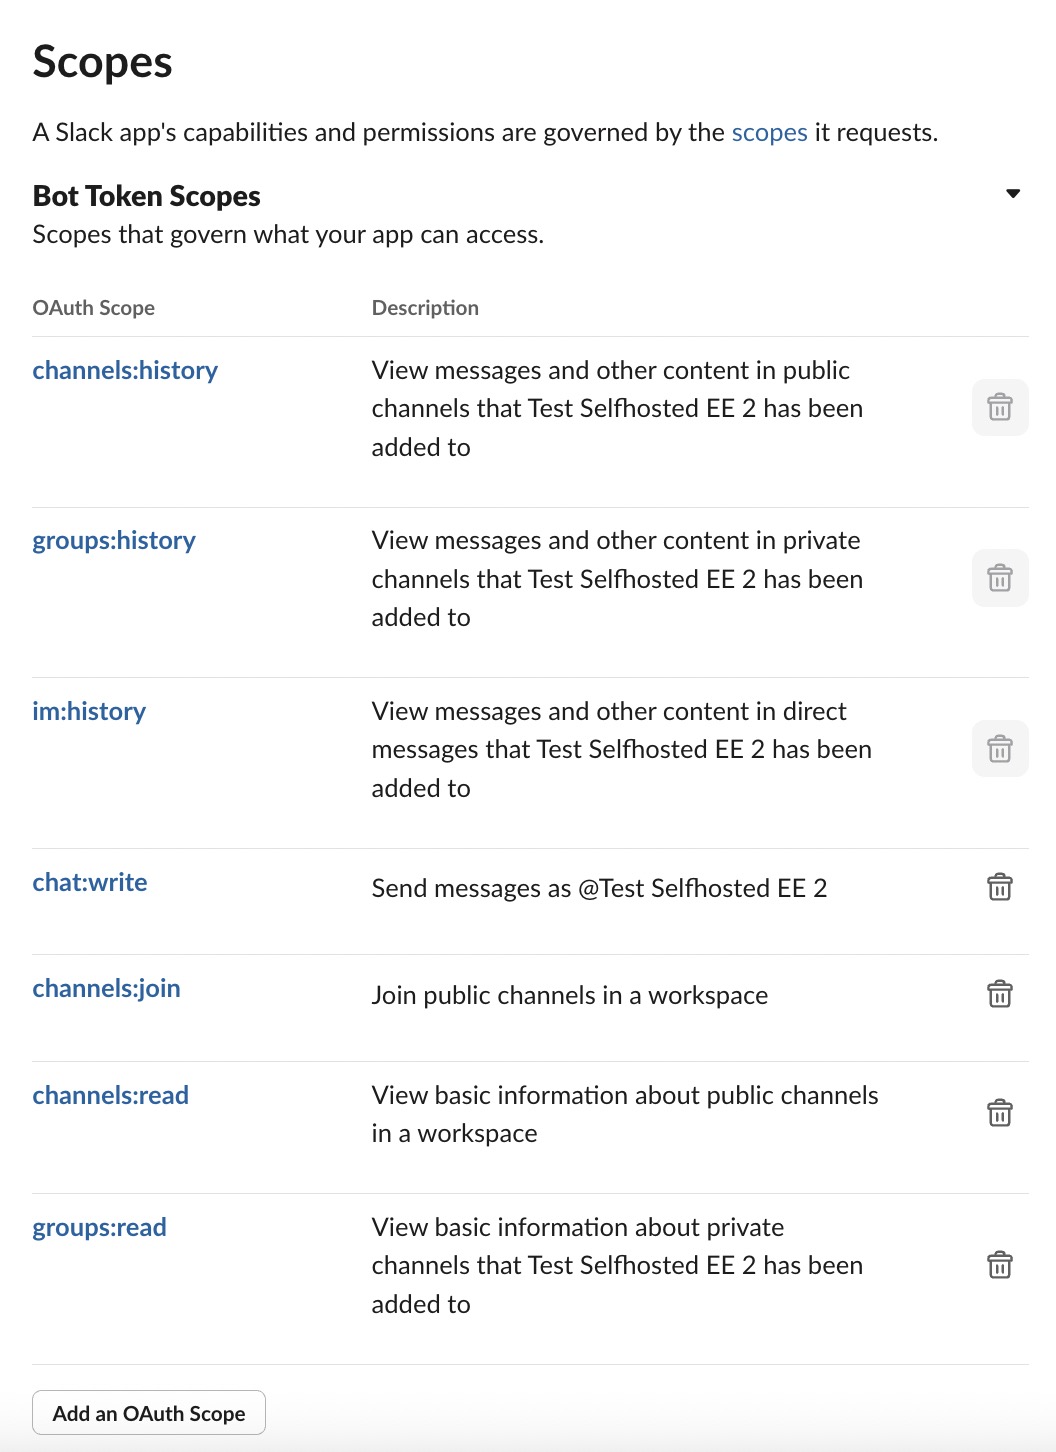 Scopes
A Slack app's capabilities and permissions are governed by the scopes it requests.
Bot Token Scopes
Scopes that govern what your app can access.
OAuth Scope Description
channels:history View messages and other content in public
channels that Test Selfhosted EE 2 has been
added to
groups:history View messages and other content in private
channels that Test Selfhosted EE 2 has been
added to
im:history View messages and other content in direct
messages that Test Selfhosted EE 2 has been
added to
chat:write Send messages as @Test Selfhosted EE 2
channels:join Join public channels in a workspace
channels:read View basic information about public channels
in a workspace
groups:read View basic information about private
channels that Test Selfhosted EE 2 has been
added to
Add an OAuth Scope